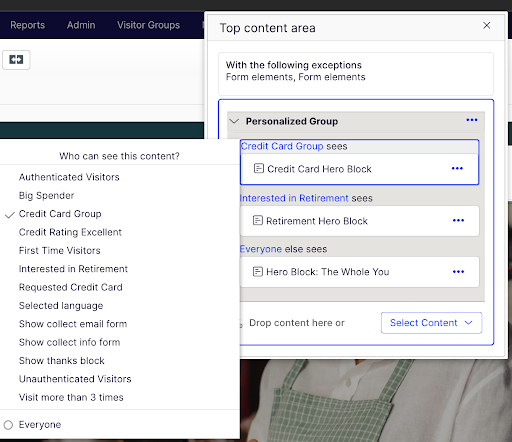 Reports Admin Visitor Groups
Top content area
With the following exceptions
Form elements, Form elements
Personalized Group
Credit Card Group sees
Credit Card Hero Block
Interested in Retirement sees
Retirement Hero Block
Everyone else sees
Hero Block: The Whole You
Drop content here or
Select Content
Who can see this content?
Authenticated Visitors
Big Spender
Credit Card Group
Credit Rating Excellent
First Time Visitors
Interested in Retirement
Requested Credit Card
Selected language
Show collect email form
Show collect info form
Show thanks block
Unauthenticated Visitors
Visit more than 3 times
Everyone